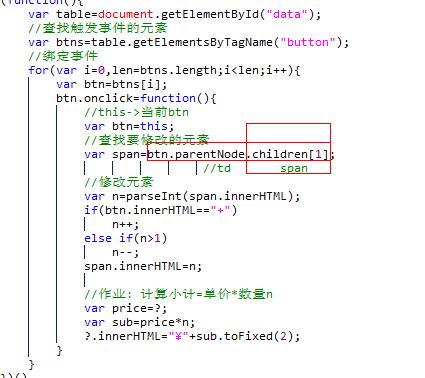 (function(){
var table=document.getElementById("data");
//查找触发事件的元素
var btns=table.getElementsByTagName("button");
//绑定事件
for(var i=0,len=btns.length;i<len;i++){
var btn=btns[i];
btn.onclick=function(){
//this->当前btn
var btn=this;
//查找要修改的元素
var span=btn.parentNode.children[1];
//td span
//修改元素
var n=parseInt(span.innerHTML);
if(btn.innerHTML=="+")
n++;
else if(n>1)
n--;
span.innerHTML=n;
//作业: 计算小计=单价*数量n
var price=?;
var sub=price*n;
?.innerHTML="¥"+sub.toFixed(2);
}
}
})()